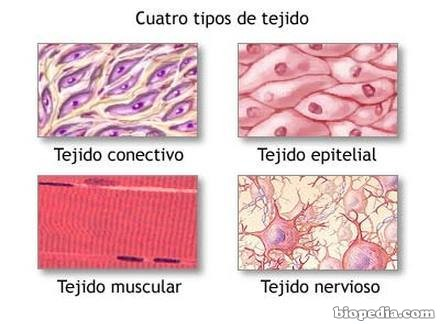 Cuatro tipos de tejido
Tejido conectivo
Tejido epitelial
Tejido muscular
Tejido nervioso
biopedia.com